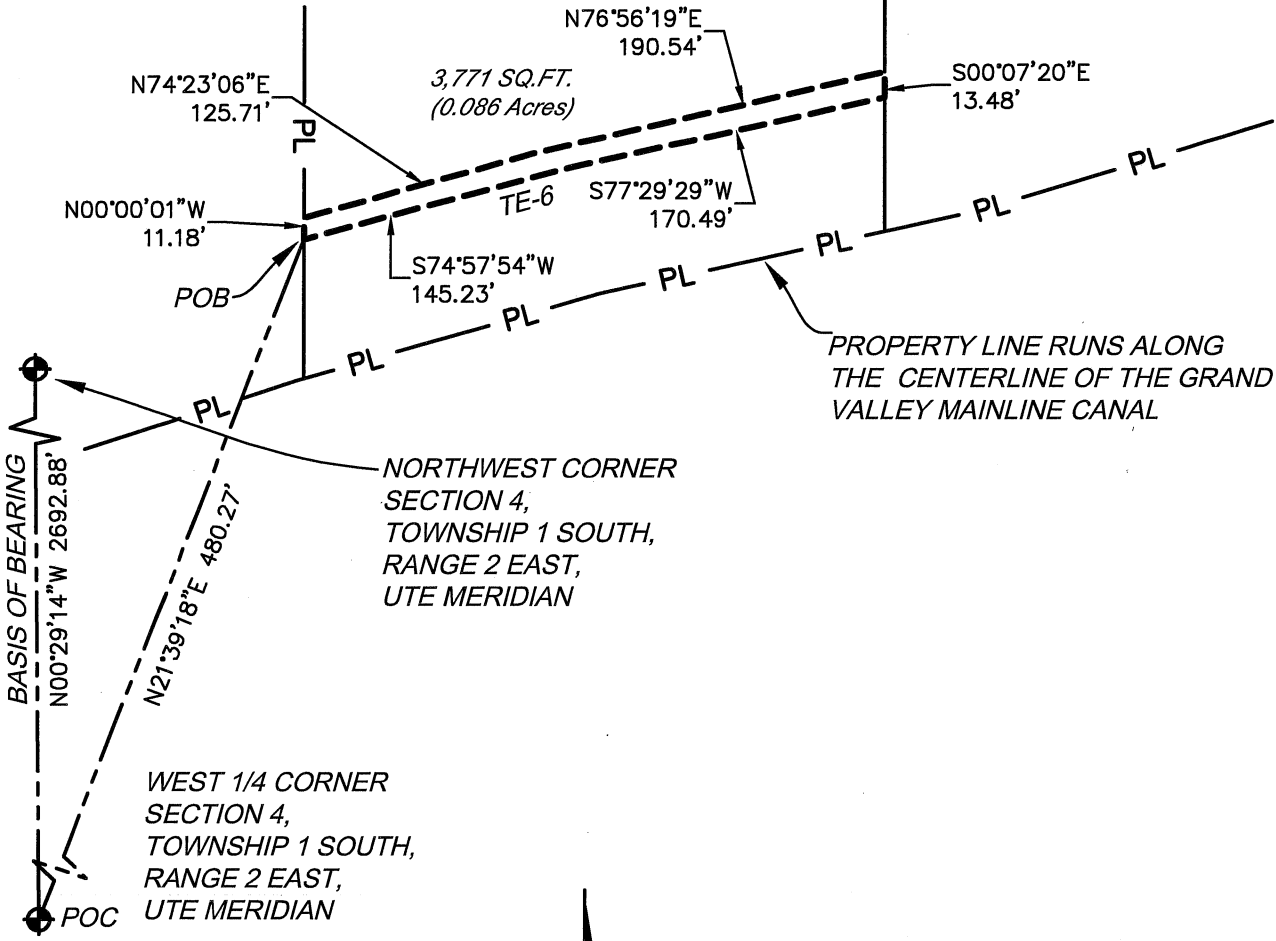 N76°56'19"E
190.54'
N74°23'06"E
125.71'
3,771 SQ.FT.
(0.086 Acres)
S00°07'20"E
13.48'
PL
N00°00'01"W
11.18'
TE-6
S77°29'29"W
170.49'
S74°57'54"W
145.23'
POB
PL
PL
PL
PL
PL
PL
PL
PROPERTY LINE RUNS ALONG
THE CENTERLINE OF THE GRAND
VALLEY MAINLINE CANAL
NORTHWEST CORNER
SECTION 4,
TOWNSHIP 1 SOUTH,
RANGE 2 EAST,
UTE MERIDIAN
BASIS OF BEARING
N00°29'14"W 2692.88'
N21°39'18"E 480.27'
WEST 1/4 CORNER
SECTION 4,
TOWNSHIP 1 SOUTH,
RANGE 2 EAST,
UTE MERIDIAN
POC